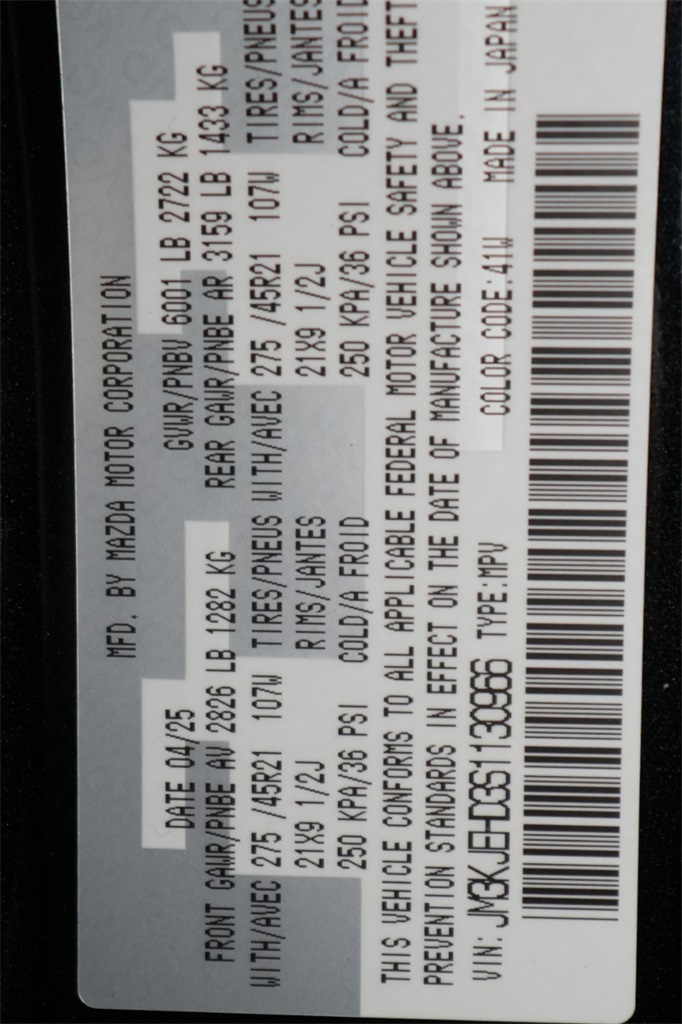 MFD. BY MAZDA MOTOR CORPORATION
DATE 04/25 GVWR/PNBV 6001 LB 2722 KG
FRONT GAWR/PNBE AV 2826 LB 1282 KG REAR GAWR/PNBE AR 3159 LB 1433 KG
WITH/AVEC 275 /45R21 107W TIRES/PNEUS WITH/AVEC 275 /45R21 107W TIRES/PNEUS
21X9 1/2J RIMS/JANTES 21X9 1/2J RIMS/JANTES
250 KPA/36 PSI COLD/A FROID 250 KPA/36 PSI COLD/A FROID
THIS VEHICLE CONFORMS TO ALL APPLICABLE FEDERAL MOTOR VEHICLE SAFETY AND THEFT
PREVENTION STANDARDS IN EFFECT ON THE DATE OF MANUFACTURE SHOWN ABOVE.
VIN: JM3KJEHD3S1130966 TYPE:MPV COLOR CODE:41W MADE IN JAPAN